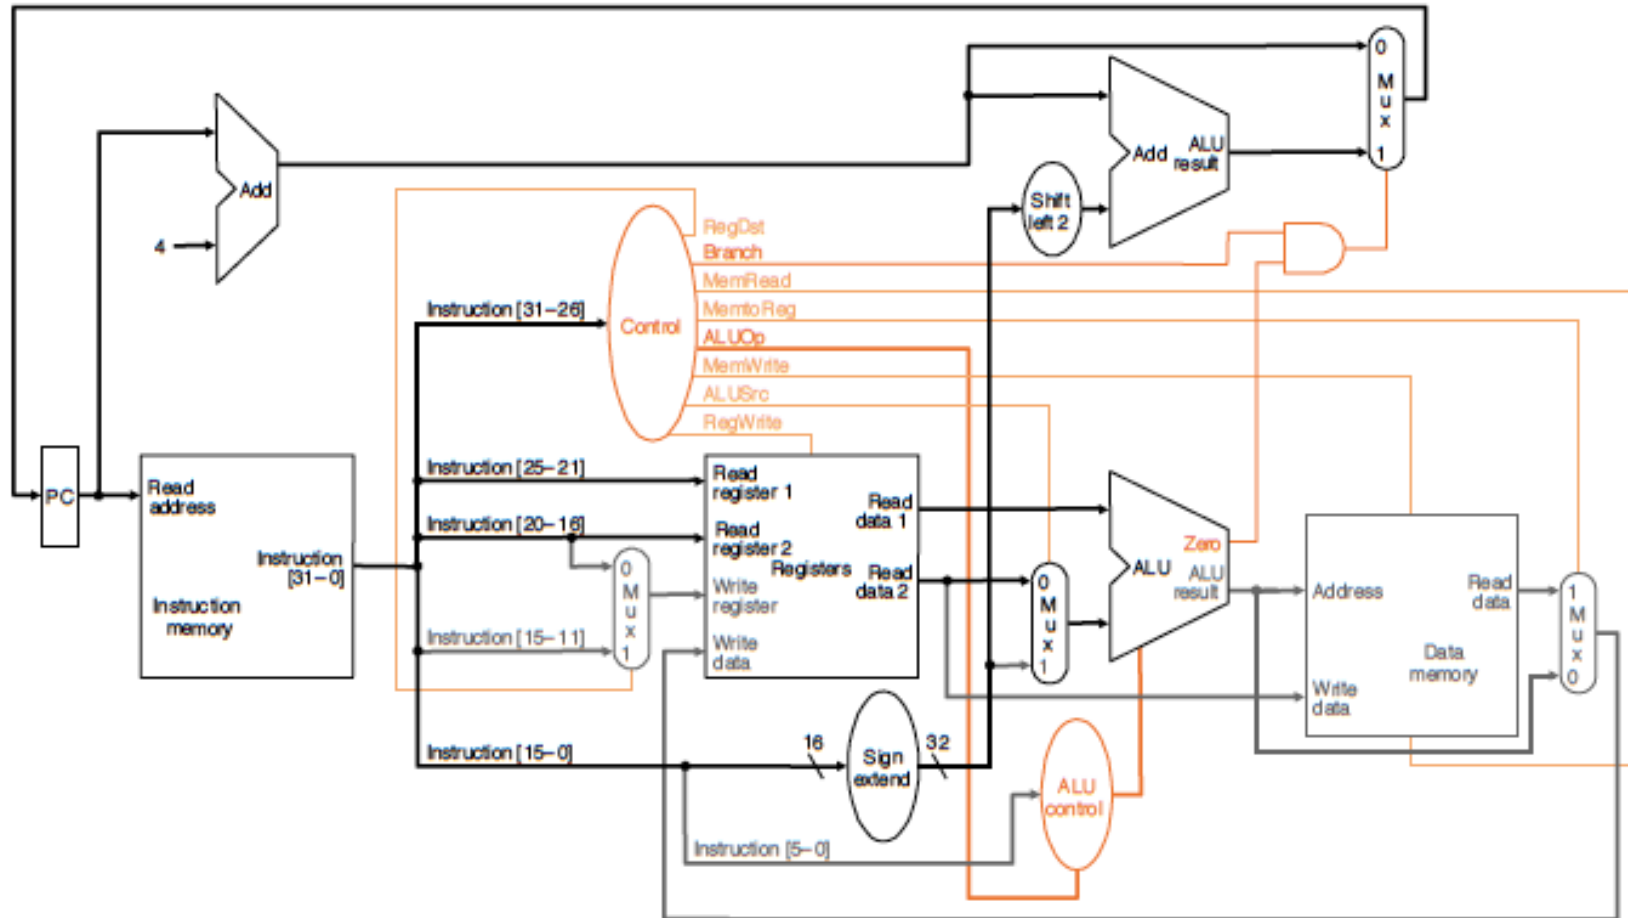 0
M
u
x
1
Add
ALU
result
Add
4
Shift
left 2
RegDst
Branch
MemRead
MemtoReg
ALUOp
MemWrite
ALUSrc
RegWrite
Control
Instruction [31–26]
Instruction [25–21]
Instruction [20–16]
Instruction [15–11]
Instruction [15–0]
Instruction [5–0]
PC
Read
address
Instruction
[31–0]
Instruction
memory
0
M
u
x
1
Read
register 1
Read
register 2
Write
register
Write
data
Registers
Read
data 1
Read
data 2
0
M
u
x
1
Zero
ALU
ALU
result
Address
Read
data
Data
memory
Write
data
1
M
u
x
0
16
Sign
extend
32
ALU
control